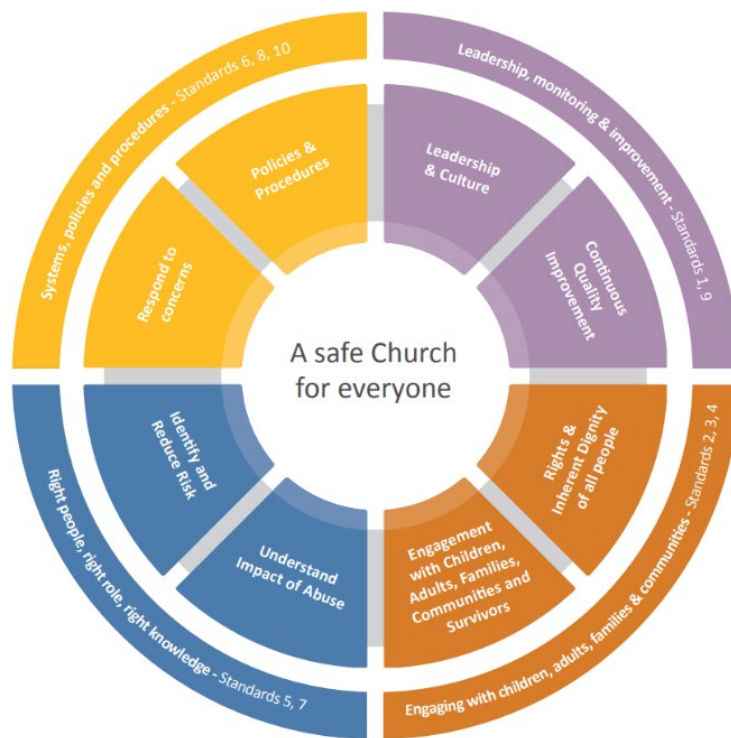 Systems, policies and procedures - Standards 6, 8, 10
Leadership, monitoring & improvement - Standards 1, 9
Policies &
Procedures
Leadership
& Culture
Respond to
concerns
Continuous
Quality
Improvement
A safe Church
for everyone
Identify and
Reduce Risk
Rights &
Inherent Dignity
of all people
Understand
Impact of Abuse
Engagement
with Children,
Adults, Families,
Communities and
Survivors
Right people, right role, right knowledge - Standards 5, 7
Engaging with children, adults, families & communities - Standards 2, 3, 4